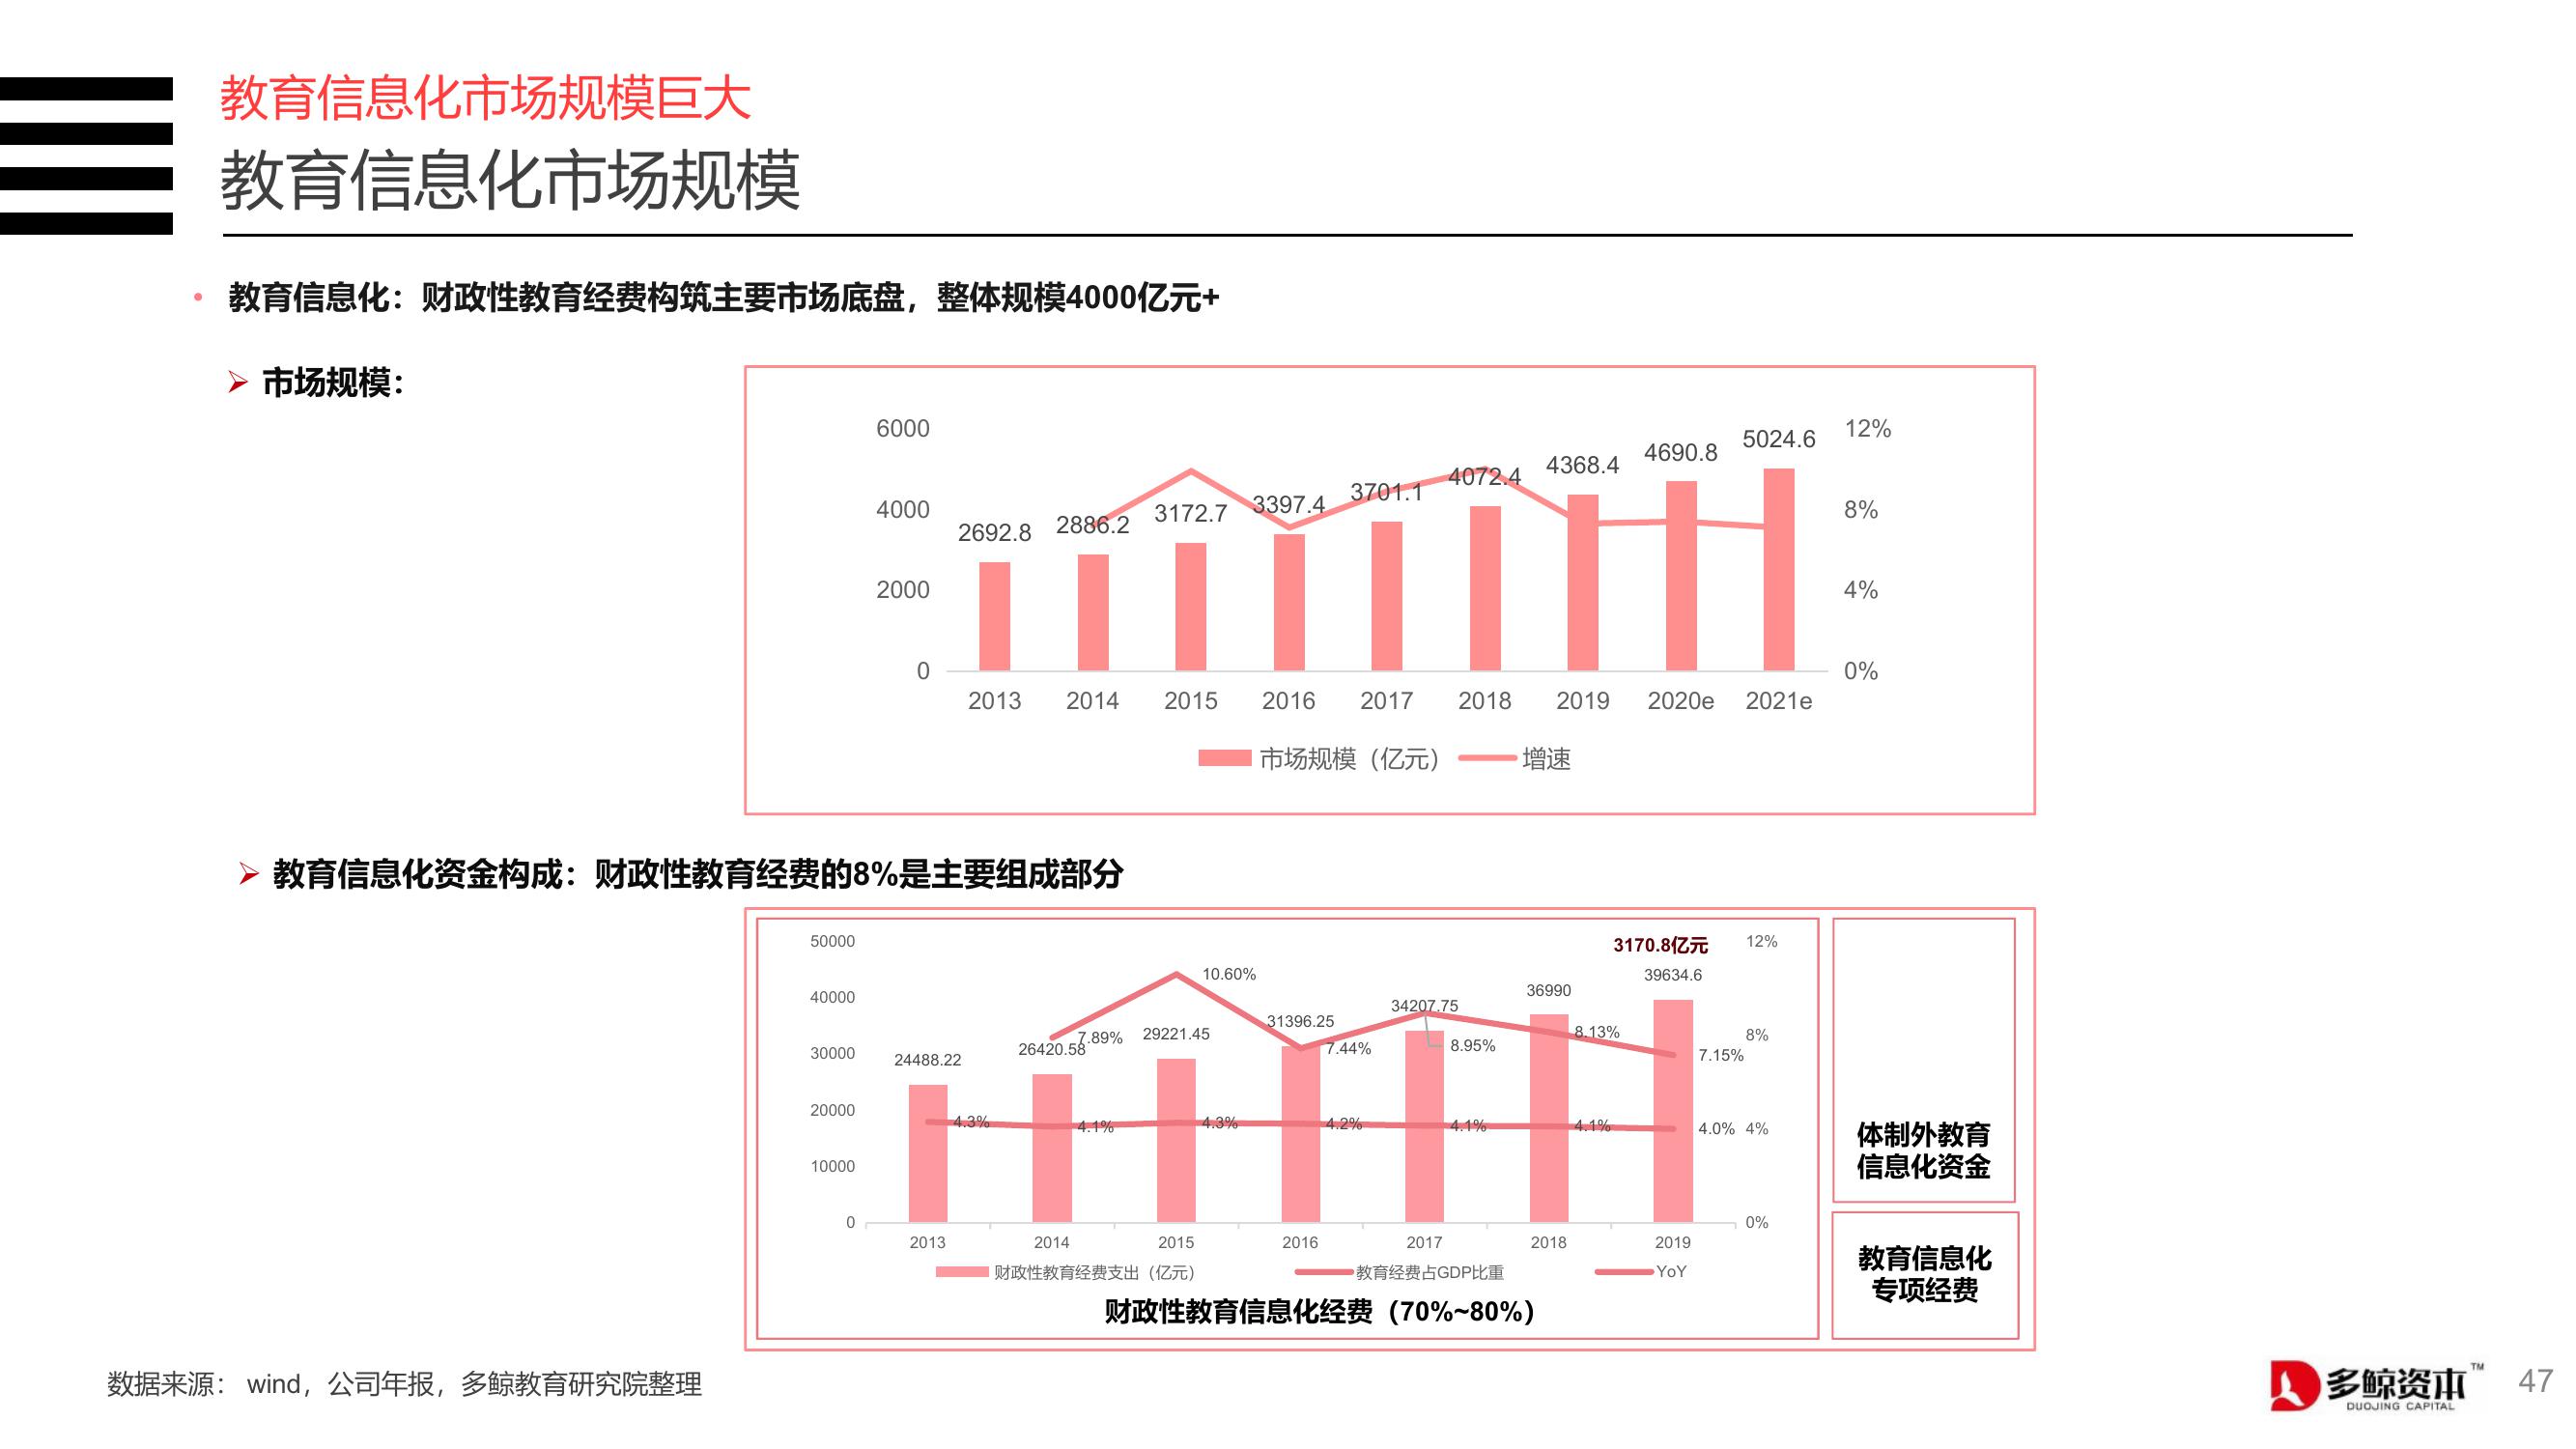 教育信息化市场规模巨大
教育信息化市场规模
• 教育信息化：财政性教育经费构筑主要市场底盘，整体规模4000亿元+
➢ 市场规模：
6000
4000
2000
0
12%
8%
4%
0%
2692.8
2886.2
3172.7
3397.4
3701.1
4072.4
4368.4
4690.8
5024.6
2013 2014 2015 2016 2017 2018 2019 2020e 2021e
市场规模（亿元） 增速
➢ 教育信息化资金构成：财政性教育经费的8%是主要组成部分
50000
40000
30000
20000
10000
0
3170.8亿元
12%
8%
4%
0%
24488.22
26420.58
29221.45
31396.25
34207.75
36990
39634.6
7.89%
10.60%
7.44%
8.95%
8.13%
7.15%
4.3%
4.1%
4.3%
4.2%
4.1%
4.1%
4.0%
2013 2014 2015 2016 2017 2018 2019
财政性教育经费支出（亿元） 教育经费占GDP比重 YoY
财政性教育信息化经费（70%~80%）
体制外教育
信息化资金
教育信息化
专项经费
数据来源： wind，公司年报，多鲸教育研究院整理
多鲸资本™
DUOJING CAPITAL
47